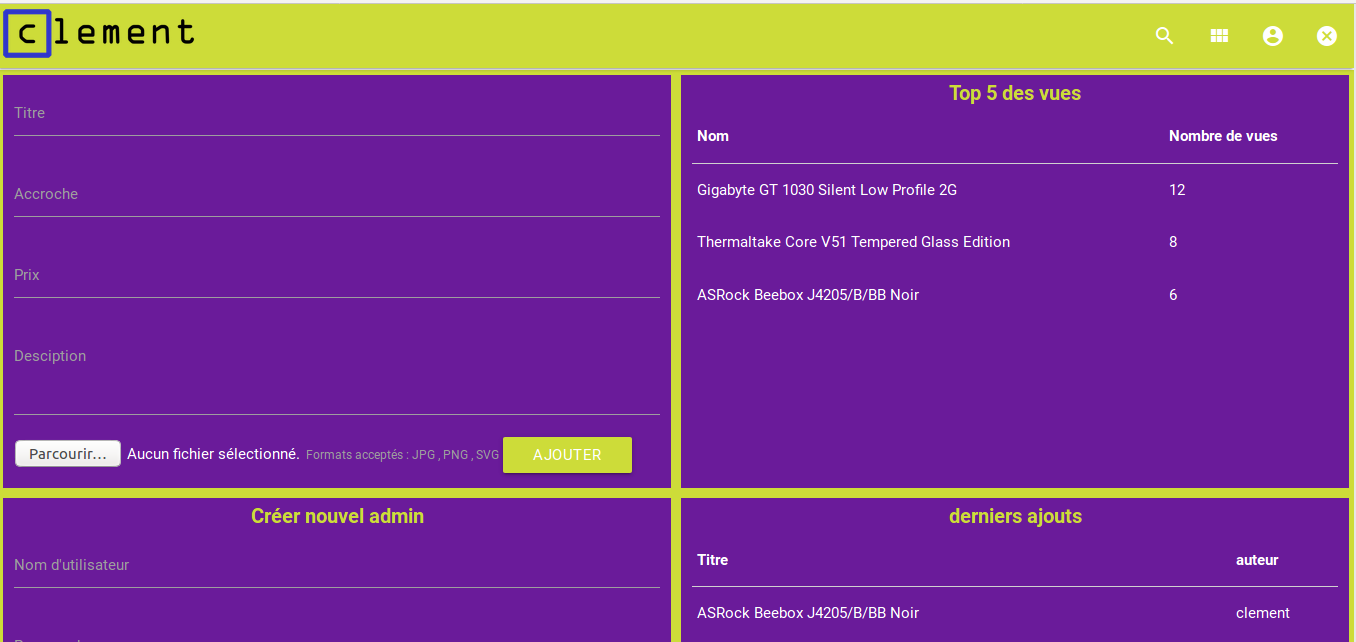 clement
Titre
Accroche
Prix
Desciption
Parcourir... Aucun fichier sélectionné. Formats acceptés : JPG , PNG , SVG AJOUTER
Top 5 des vues
Nom Nombre de vues
Gigabyte GT 1030 Silent Low Profile 2G 12
Thermaltake Core V51 Tempered Glass Edition 8
ASRock Beebox J4205/B/BB Noir 6
Créer nouvel admin
Nom d'utilisateur
derniers ajouts
Titre auteur
ASRock Beebox J4205/B/BB Noir clement